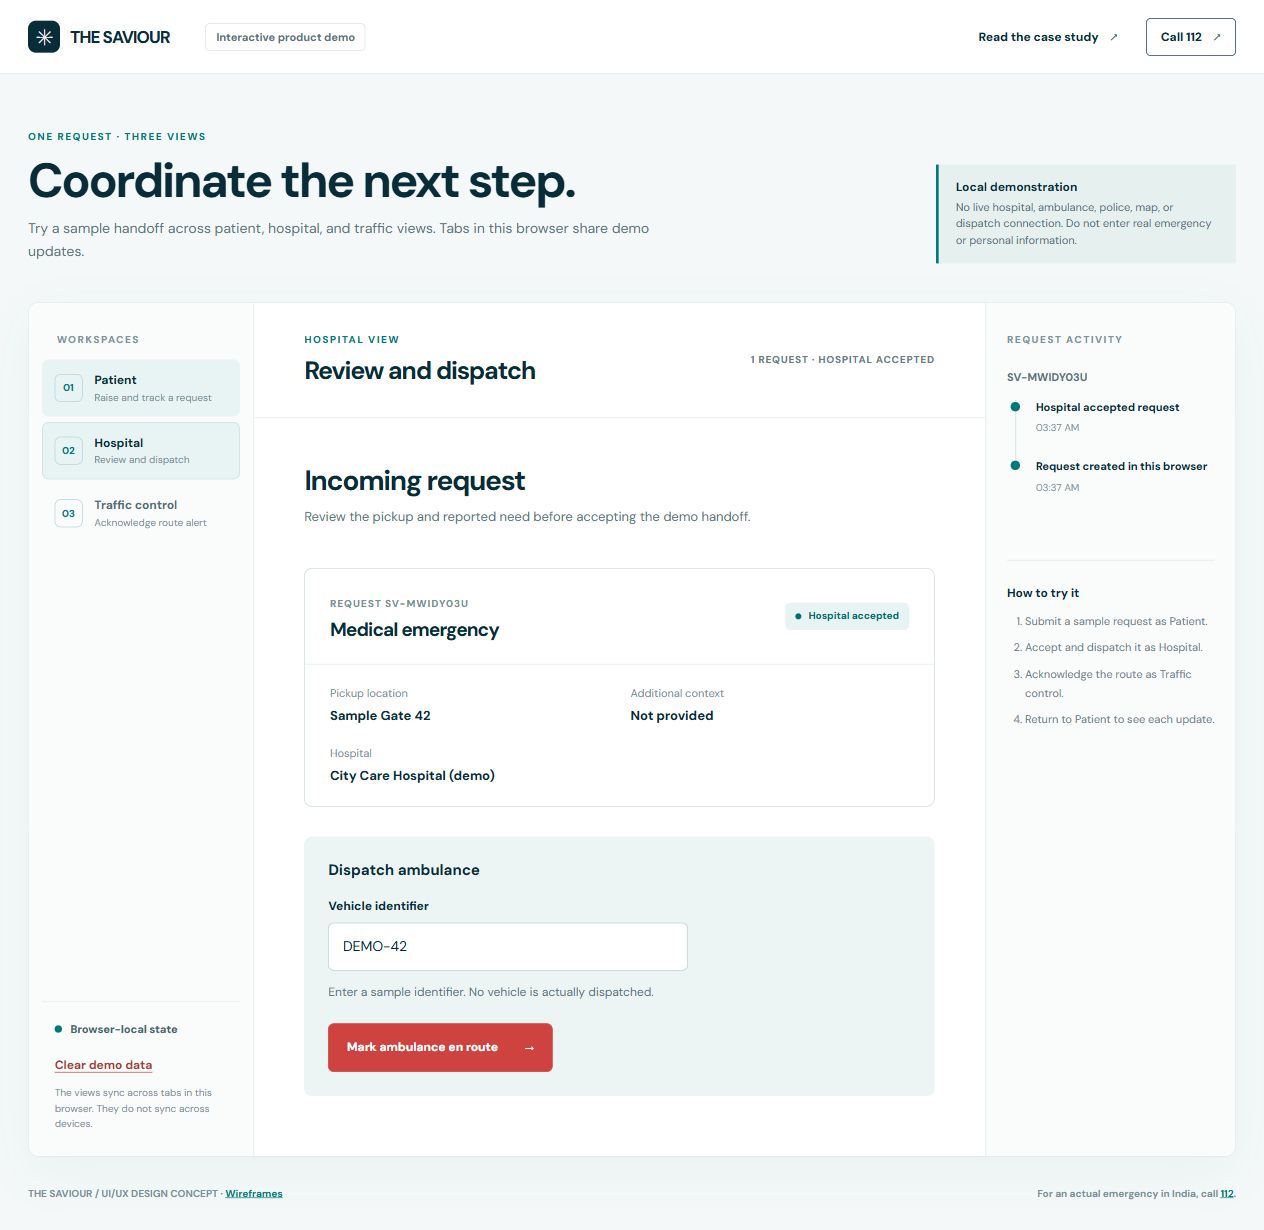 THE SAVIOUR
Interactive product demo
Read the case study ↗
Call 112 ↗
ONE REQUEST · THREE VIEWS
Coordinate the next step.
Try a sample handoff across patient, hospital, and traffic views. Tabs in this browser share demo
updates.
Local demonstration
No live hospital, ambulance, police, map, or
dispatch connection. Do not enter real emergency
or personal information.
WORKSPACES
01
Patient
Raise and track a request
02
Hospital
Review and dispatch
03
Traffic control
Acknowledge route alert
Browser-local state
Clear demo data
The views sync across tabs in this
browser. They do not sync across
devices.
HOSPITAL VIEW
Review and dispatch
1 REQUEST · HOSPITAL ACCEPTED
Incoming request
Review the pickup and reported need before accepting the demo handoff.
REQUEST SV-MWIDY03U
Medical emergency
Hospital accepted
Pickup location
Sample Gate 42
Additional context
Not provided
Hospital
City Care Hospital (demo)
Dispatch ambulance
Vehicle identifier
DEMO-42
Enter a sample identifier. No vehicle is actually dispatched.
Mark ambulance en route →
REQUEST ACTIVITY
SV-MWIDY03U
Hospital accepted request
03:37 AM
Request created in this browser
03:37 AM
How to try it
1. Submit a sample request as Patient.
2. Accept and dispatch it as Hospital.
3. Acknowledge the route as Traffic
control.
4. Return to Patient to see each update.
THE SAVIOUR / UI/UX DESIGN CONCEPT · Wireframes
For an actual emergency in India, call 112.